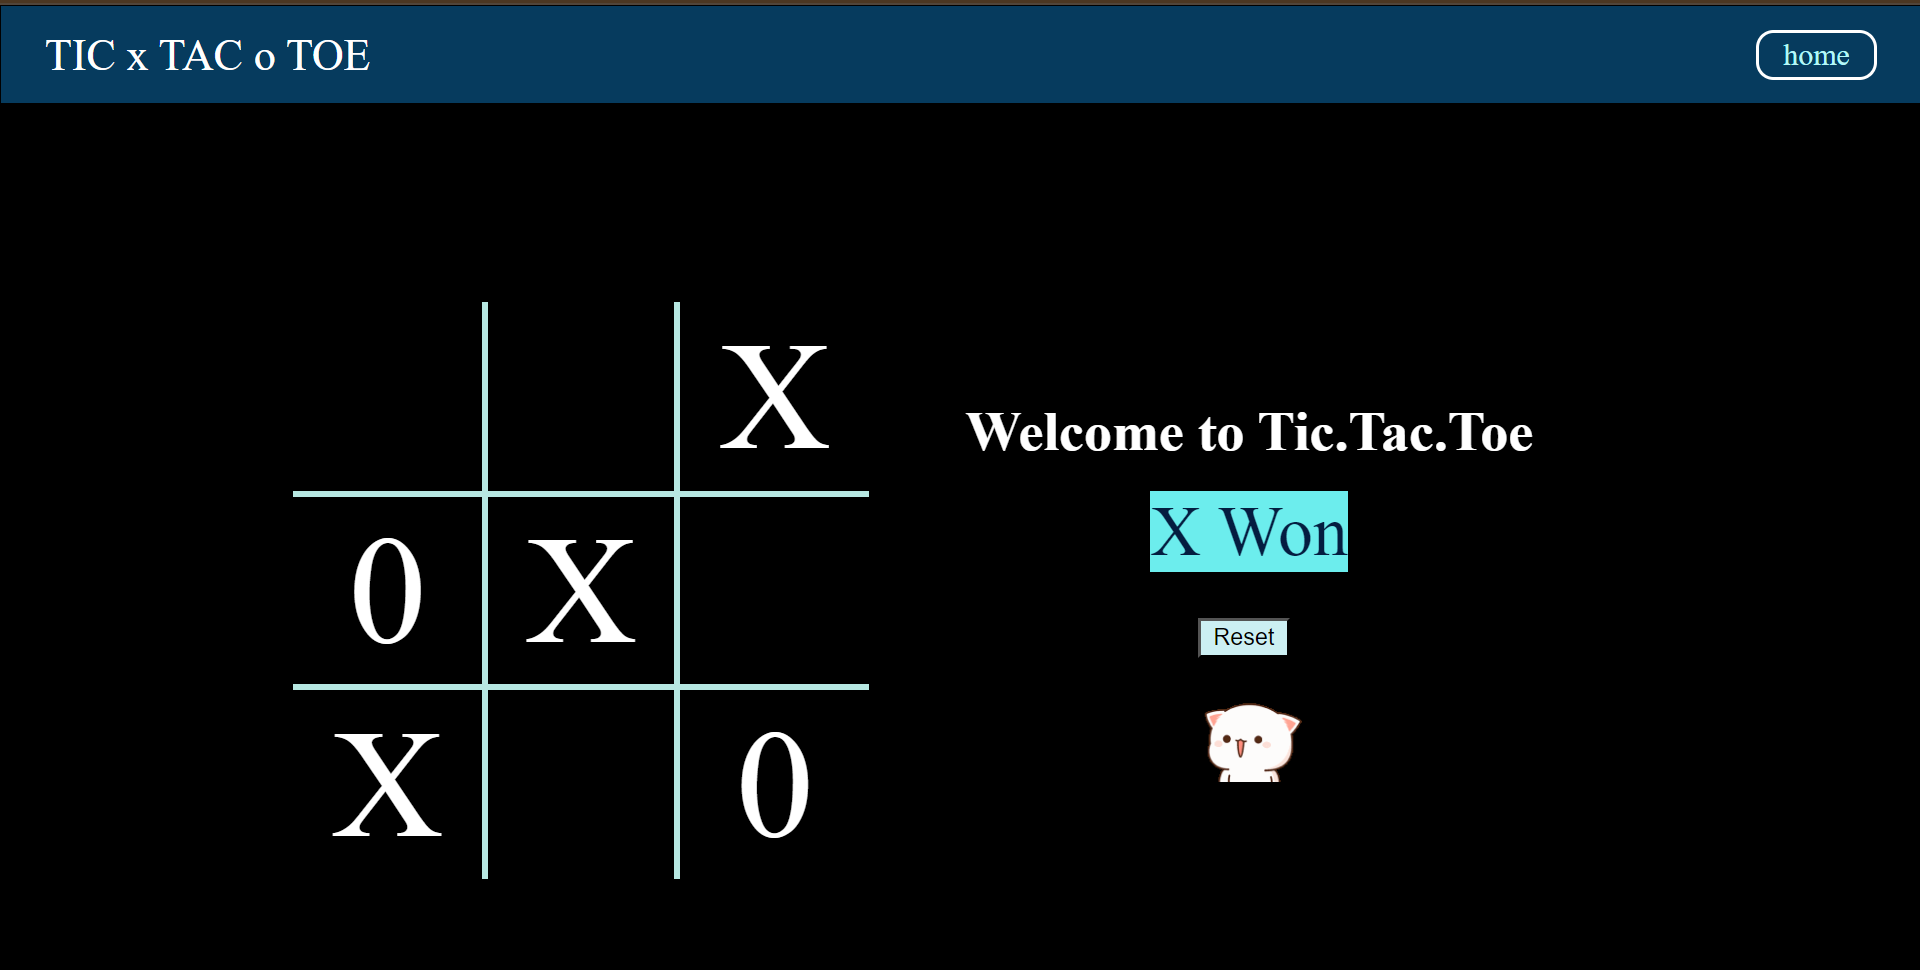 TIC x TAC o TOE
home
X
0 X
X 0
Welcome to Tic.Tac.Toe
X Won
Reset